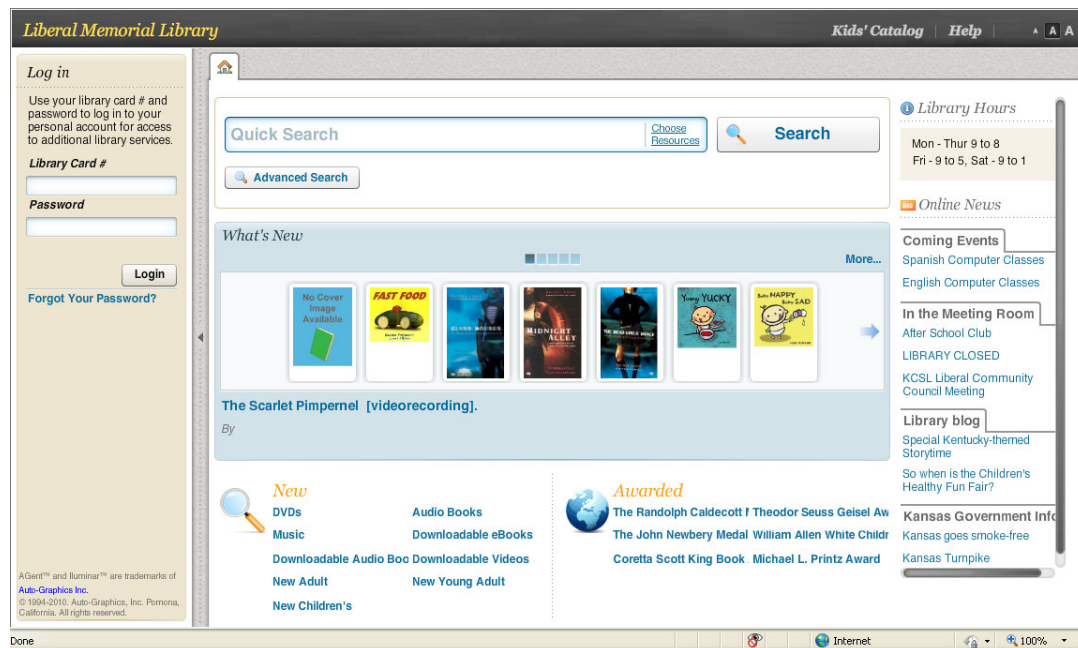 Liberal Memorial Library
Kids' Catalog | Help | A A A
Log in
Use your library card # and
password to log in to your
personal account for access
to additional library services.
Library Card #
Password
Login
Forgot Your Password?
AGent™ and Iluminar™ are trademarks of
Auto-Graphics Inc.
© 1994-2010. Auto-Graphics, Inc. Pomona,
California. All rights reserved.
Quick Search
Choose
Resources
Search
Advanced Search
What's New
More...
No Cover
Image
Available
FAST FOOD
GLASS HOUSES
MIDNIGHT
ALLEY
Yummy YUCKY
Baby HAPPY
Baby SAD
The Scarlet Pimpernel [videorecording].
By
New
DVDs
Audio Books
Music
Downloadable eBooks
Downloadable Audio Boo
Downloadable Videos
New Adult
New Young Adult
New Children's
Awarded
The Randolph Caldecott M
Theodor Seuss Geisel Aw
The John Newbery Medal
William Allen White Childr
Coretta Scott King Book
Michael L. Printz Award
Library Hours
Mon - Thur 9 to 8
Fri - 9 to 5, Sat - 9 to 1
Online News
Coming Events
Spanish Computer Classes
English Computer Classes
In the Meeting Room
After School Club
LIBRARY CLOSED
KCSL Liberal Community
Council Meeting
Library blog
Special Kentucky-themed
Storytime
So when is the Children's
Healthy Fun Fair?
Kansas Government Info
Kansas goes smoke-free
Kansas Turnpike
Done
Internet
100%